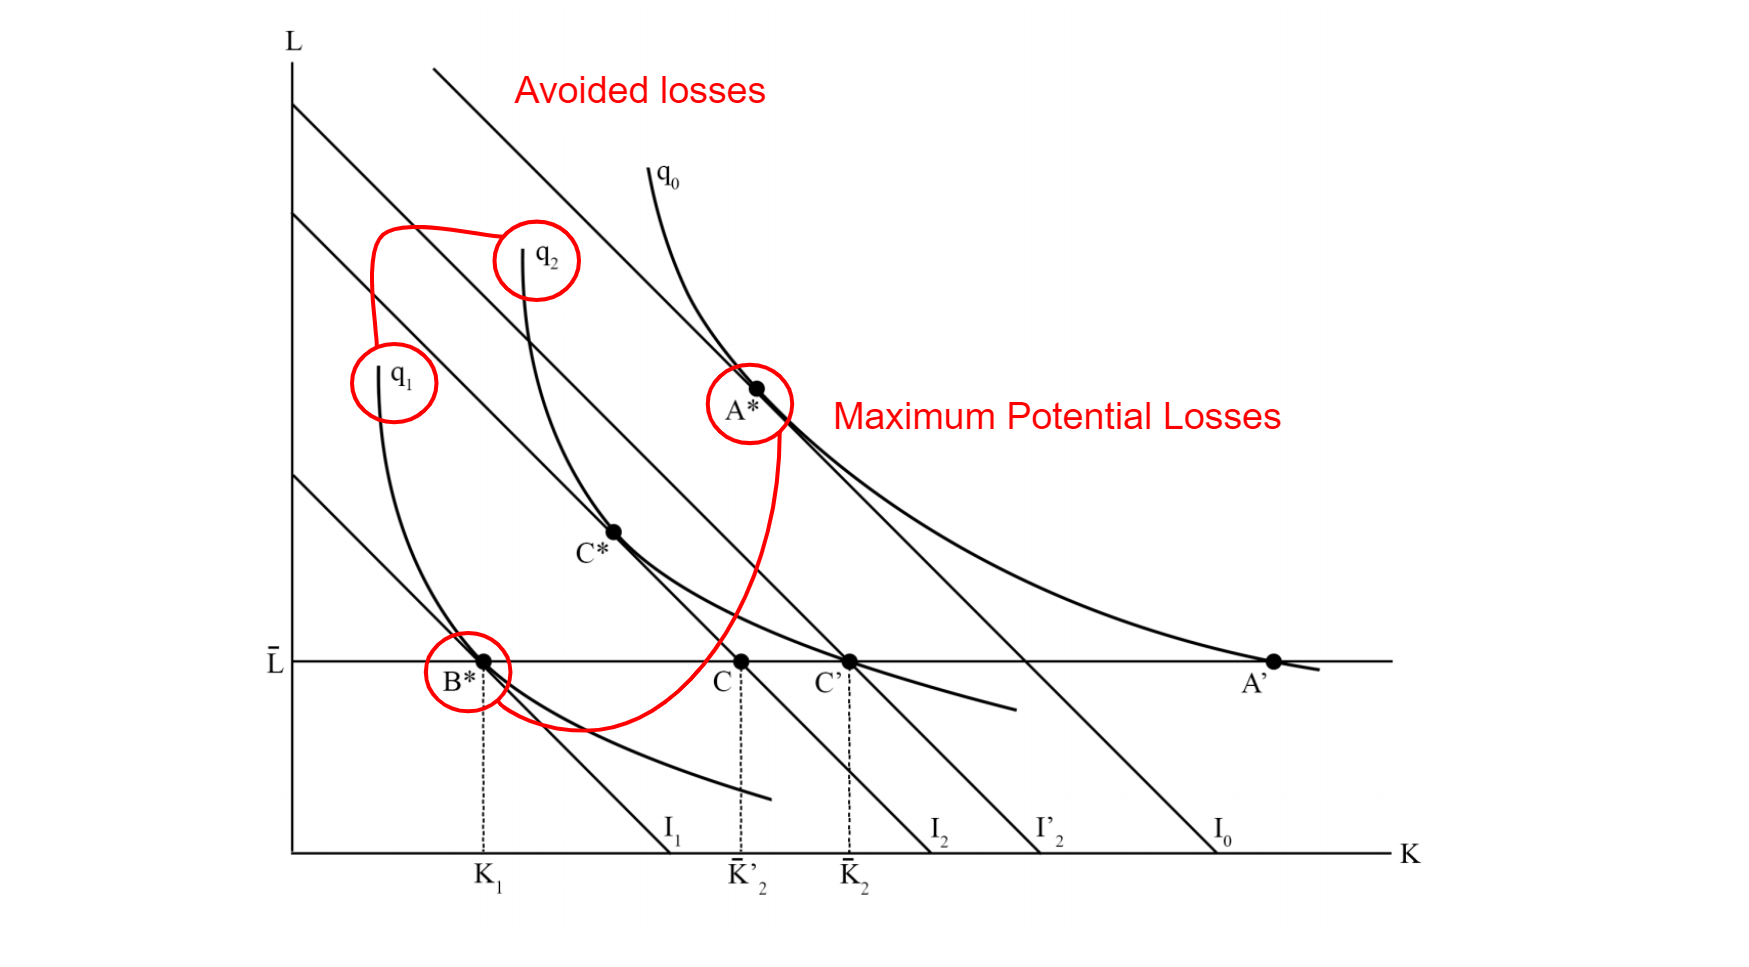 L
Avoided losses
q₀
q₂
q₁
A*
Maximum Potential Losses
C*
L̄
B*
C
C'
A'
I₁
I₂
I'₂
I₀
K
K₁
K̄'₂
K̄₂